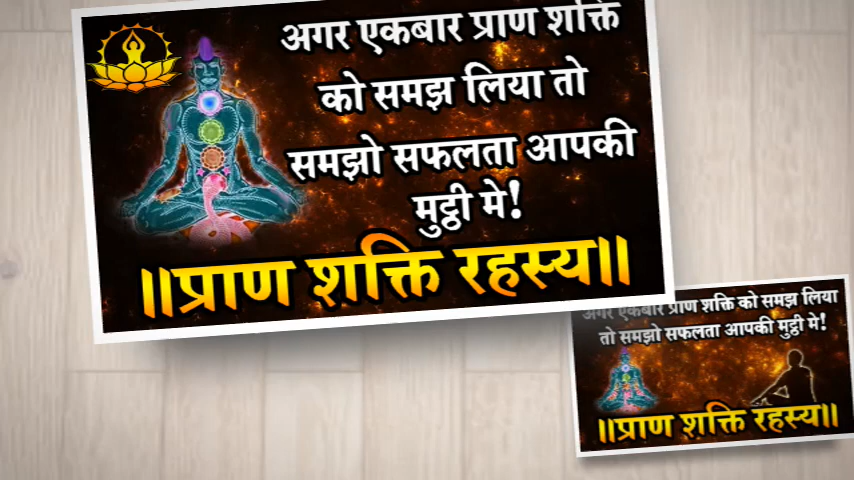 अगर एकबार प्राण शक्ति
को समझ लिया तो
समझो सफलता आपकी
मुट्ठी मे!
॥प्राण शक्ति रहस्य॥
अगर एकबार प्राण शक्ति को समझ लिया
तो समझो सफलता आपकी मुट्ठी मे!
॥प्राण शक्ति रहस्य॥